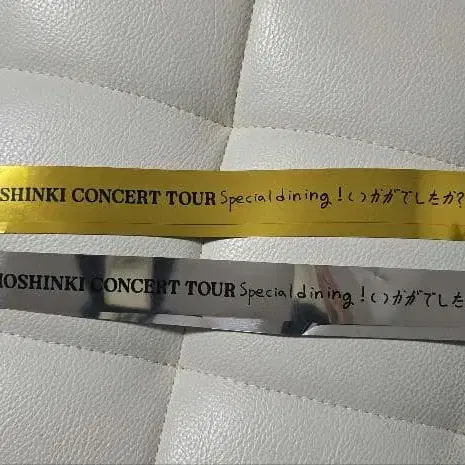 SHINKI CONCERT TOUR Special dining!いかがでしたか?
HOSHINKI CONCERT TOUR Special dining!いかがでした